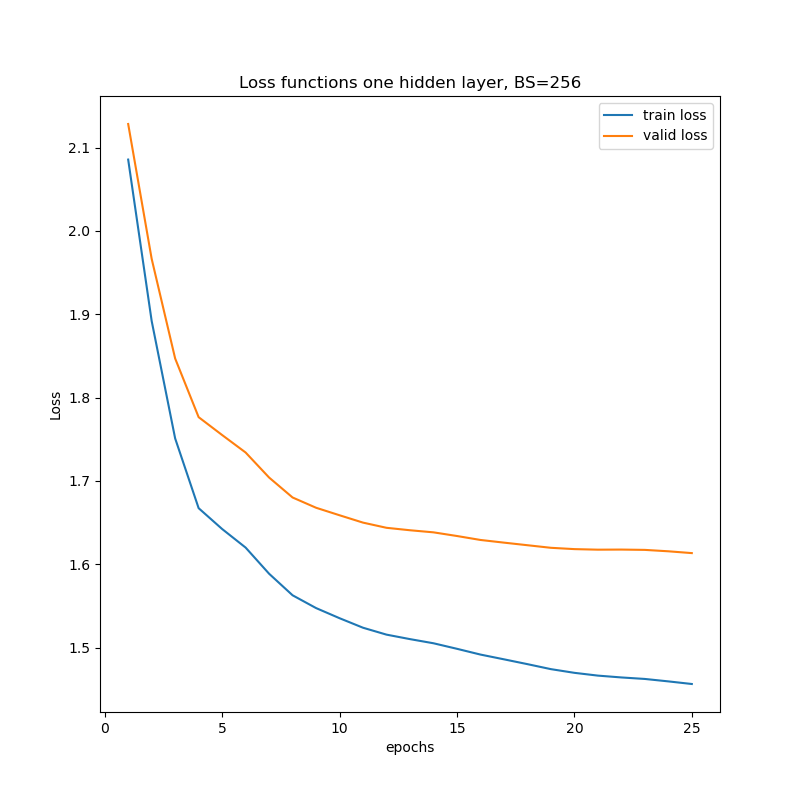 Loss functions one hidden layer, BS=256
train loss
valid loss
2.1
2.0
1.9
1.8
1.7
1.6
1.5
Loss
0 5 10 15 20 25
epochs